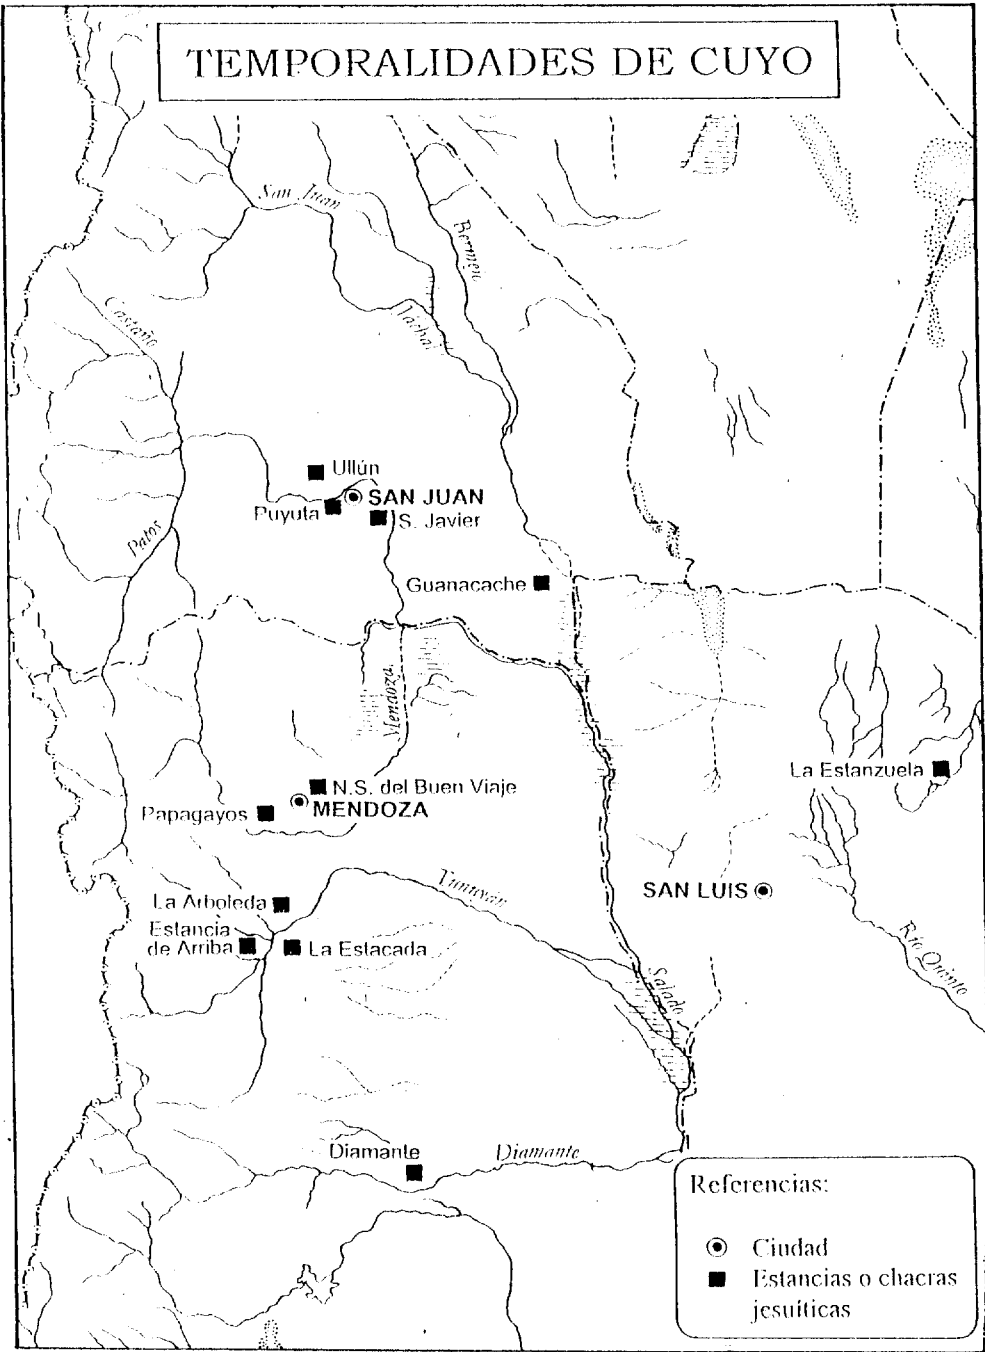 TEMPORALIDADES DE CUYO
San Juan
Bermejo
Jáchal
Castaño
Ullún
SAN JUAN
Puyuta
S. Javier
Patos
Guanacache
Mendoza
La Estanzuela
N.S. del Buen Viaje
MENDOZA
Papagayos
Tunuyán
SAN LUIS
La Arboleda
Estancia
de Arriba
La Estacada
Río Quinto
Salado
Diamante
Diamante
Referencias:
Ciudad
Estancias o chacras
jesuíticas